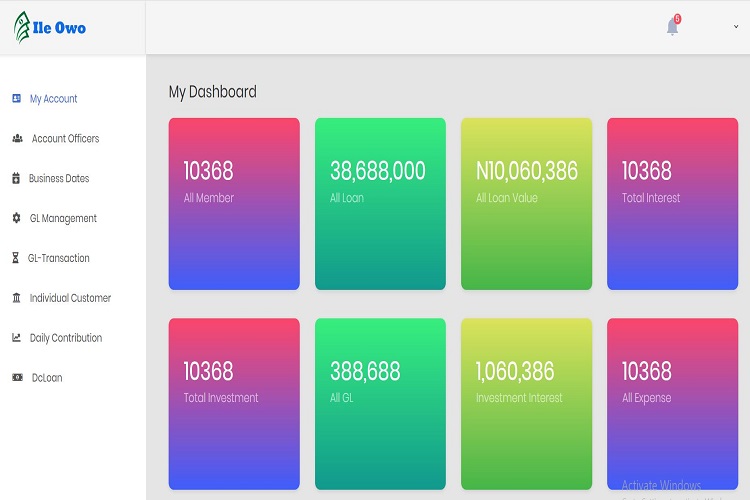 Ile Owo
5
My Account
Account Officers
Business Dates
GL Management
GL-Transaction
Individual Customer
Daily Contribution
DcLoan
My Dashboard
10368
All Member
38,688,000
All Loan
N10,060,386
All Loan Value
10368
Total Interest
10368
Total Investment
388,688
All GL
1,060,386
Investment Interest
10368
All Expense
Activate Windows